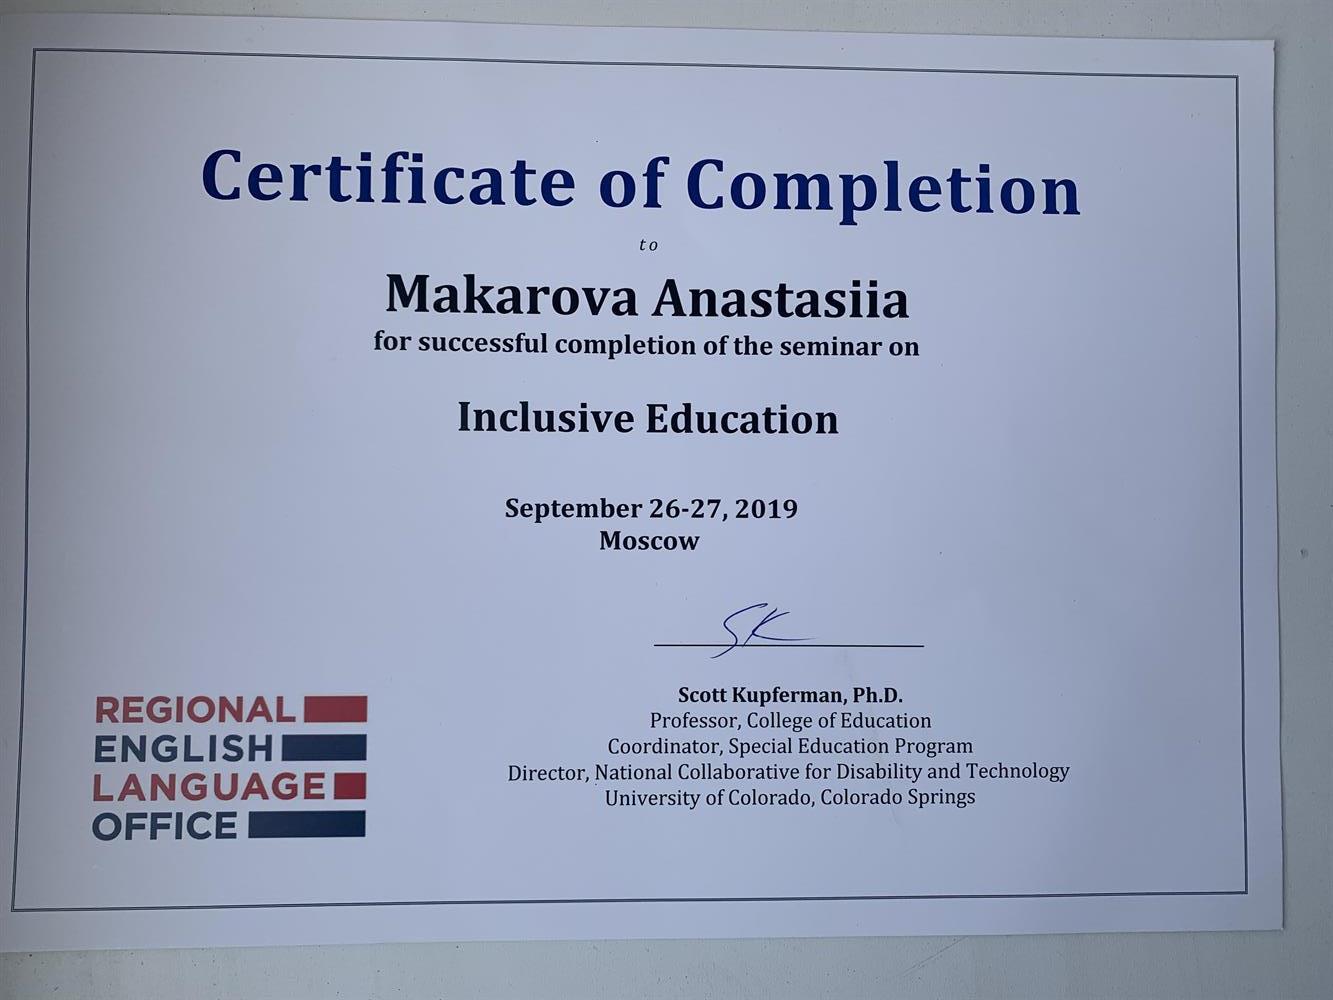 Certificate of Completion
to
Makarova Anastasiia
for successful completion of the seminar on
Inclusive Education
September 26-27, 2019
Moscow
SK
Scott Kupferman, Ph.D.
Professor, College of Education
Coordinator, Special Education Program
Director, National Collaborative for Disability and Technology
University of Colorado, Colorado Springs
REGIONAL
ENGLISH
LANGUAGE
OFFICE